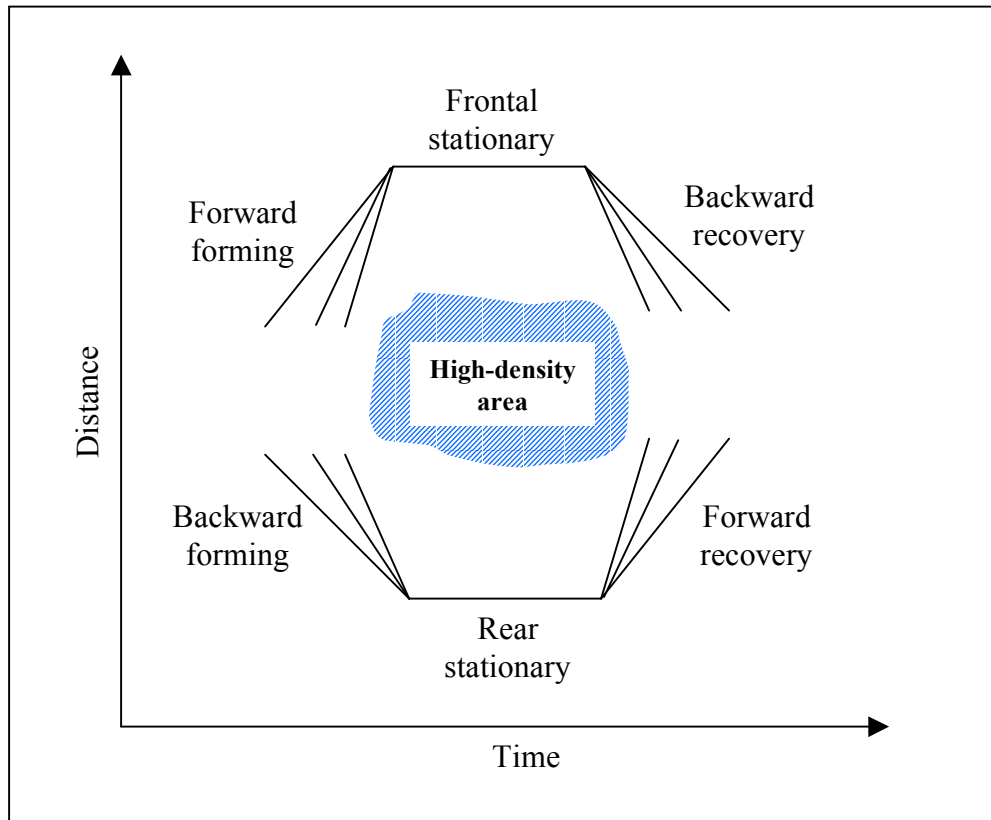 Frontal
stationary
Forward
forming
Backward
recovery
High-density
area
Distance
Backward
forming
Forward
recovery
Rear
stationary
Time